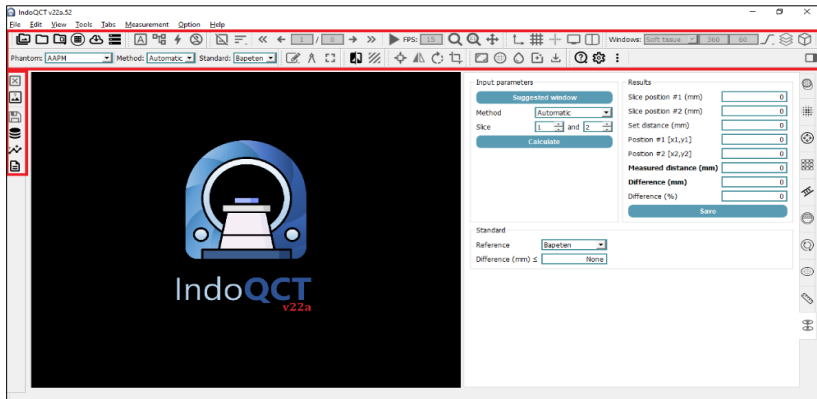 IndoQCT v22a.52
File Edit View Tools Tabs Measurement Option Help
1 / 0 FPS: 15 Windows: Soft tissue 360 60
Phantom: AAPM Method: Automatic Standard: Bapeten
Input parameters
Suggested window
Method Automatic
Slice 1 and 2
Calculate
Results
Slice position #1 (mm) 0
Slice position #2 (mm) 0
Set distance (mm) 0
Position #1 [x1,y1] 0
Position #2 [x2,y2] 0
Measured distance (mm) 0
Difference (mm) 0
Difference (%) 0
Save
Standard
Reference Bapeten
Difference (mm) ≤ None
IndoQCT
v22a